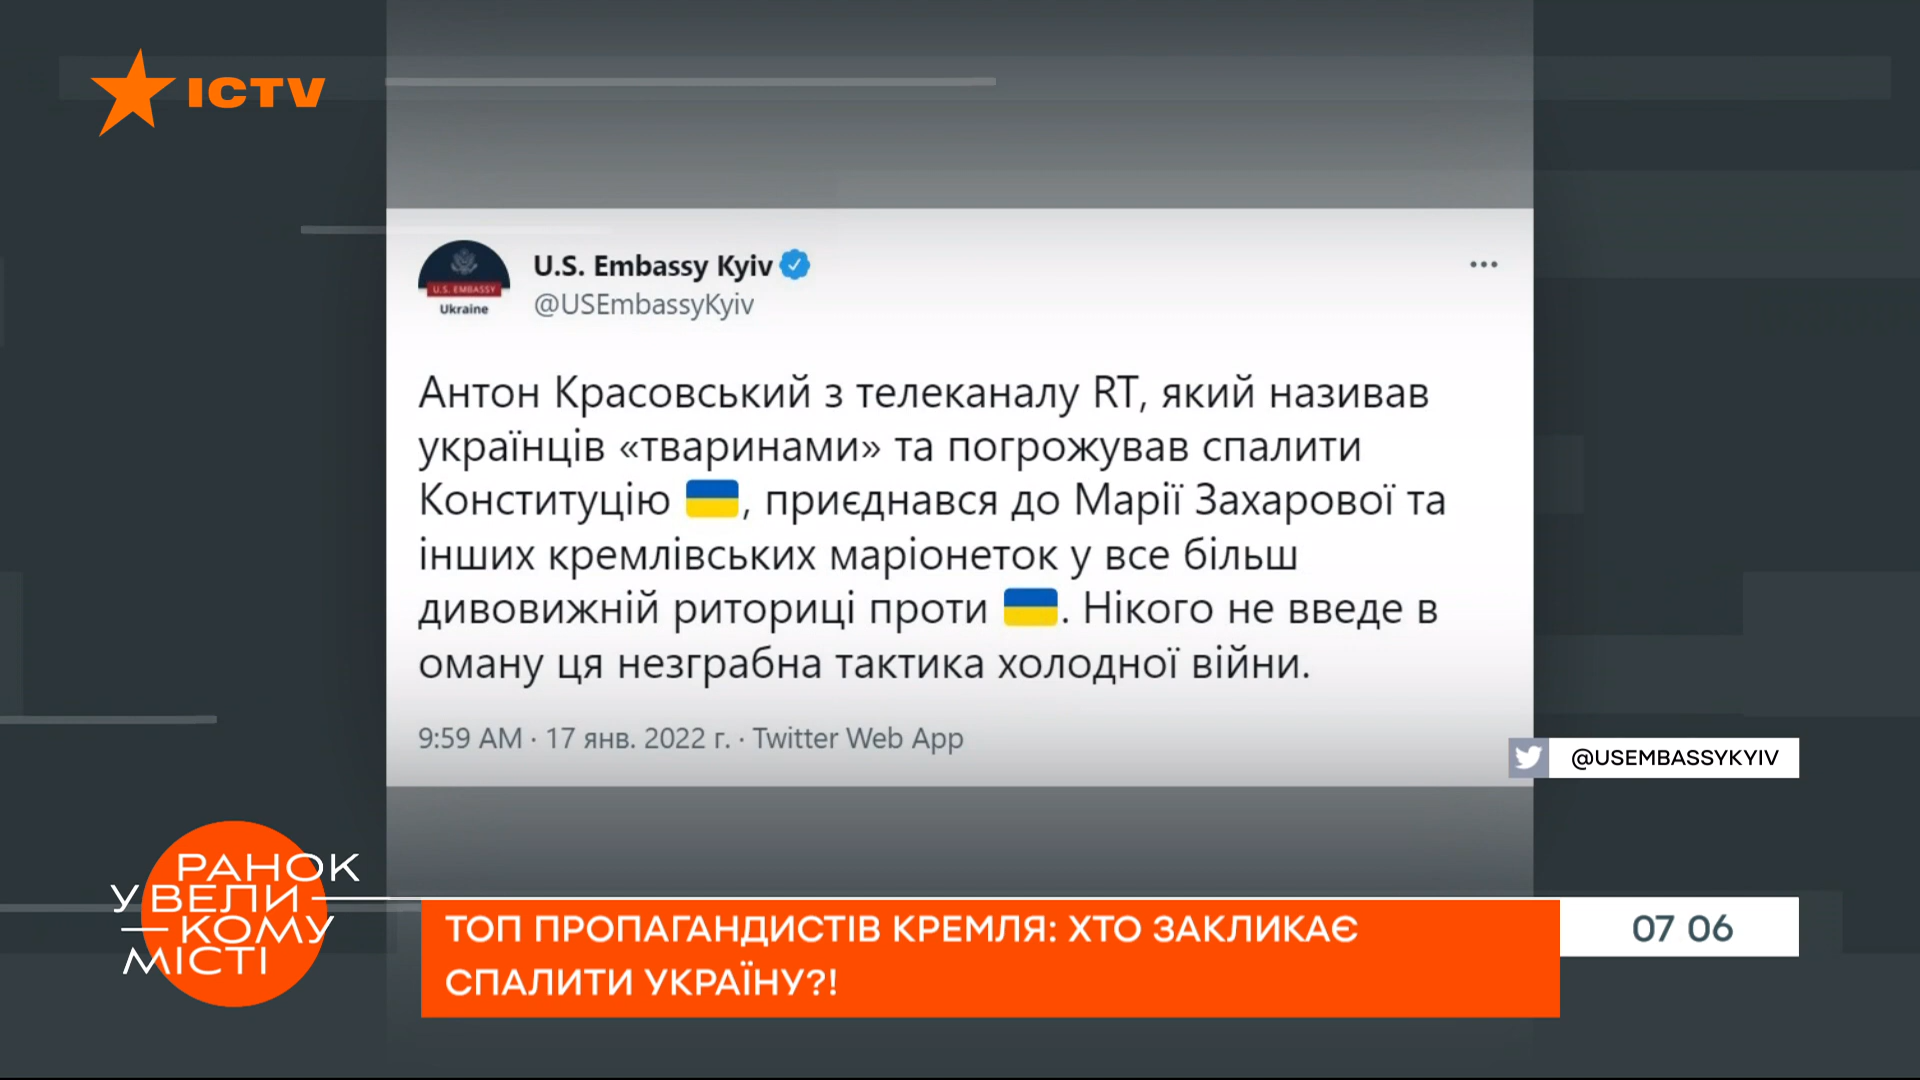 ICTV
U.S. Embassy Kyiv
@USEmbassyKyiv
U.S. EMBASSY
Ukraine
Антон Красовський з телеканалу RT, який називав
українців «тваринами» та погрожував спалити
Конституцію 🇺🇦, приєднався до Марії Захарової та
інших кремлівських маріонеток у все більш
дивовижній риториці проти 🇺🇦. Нікого не введе в
оману ця незграбна тактика холодної війни.
9:59 AM · 17 янв. 2022 г. · Twitter Web App
@USEMBASSYKYIV
РАНОК
У ВЕЛИ
КОМУ
МІСТІ
ТОП ПРОПАГАНДИСТІВ КРЕМЛЯ: ХТО ЗАКЛИКАЄ
СПАЛИТИ УКРАЇНУ?!
07 06